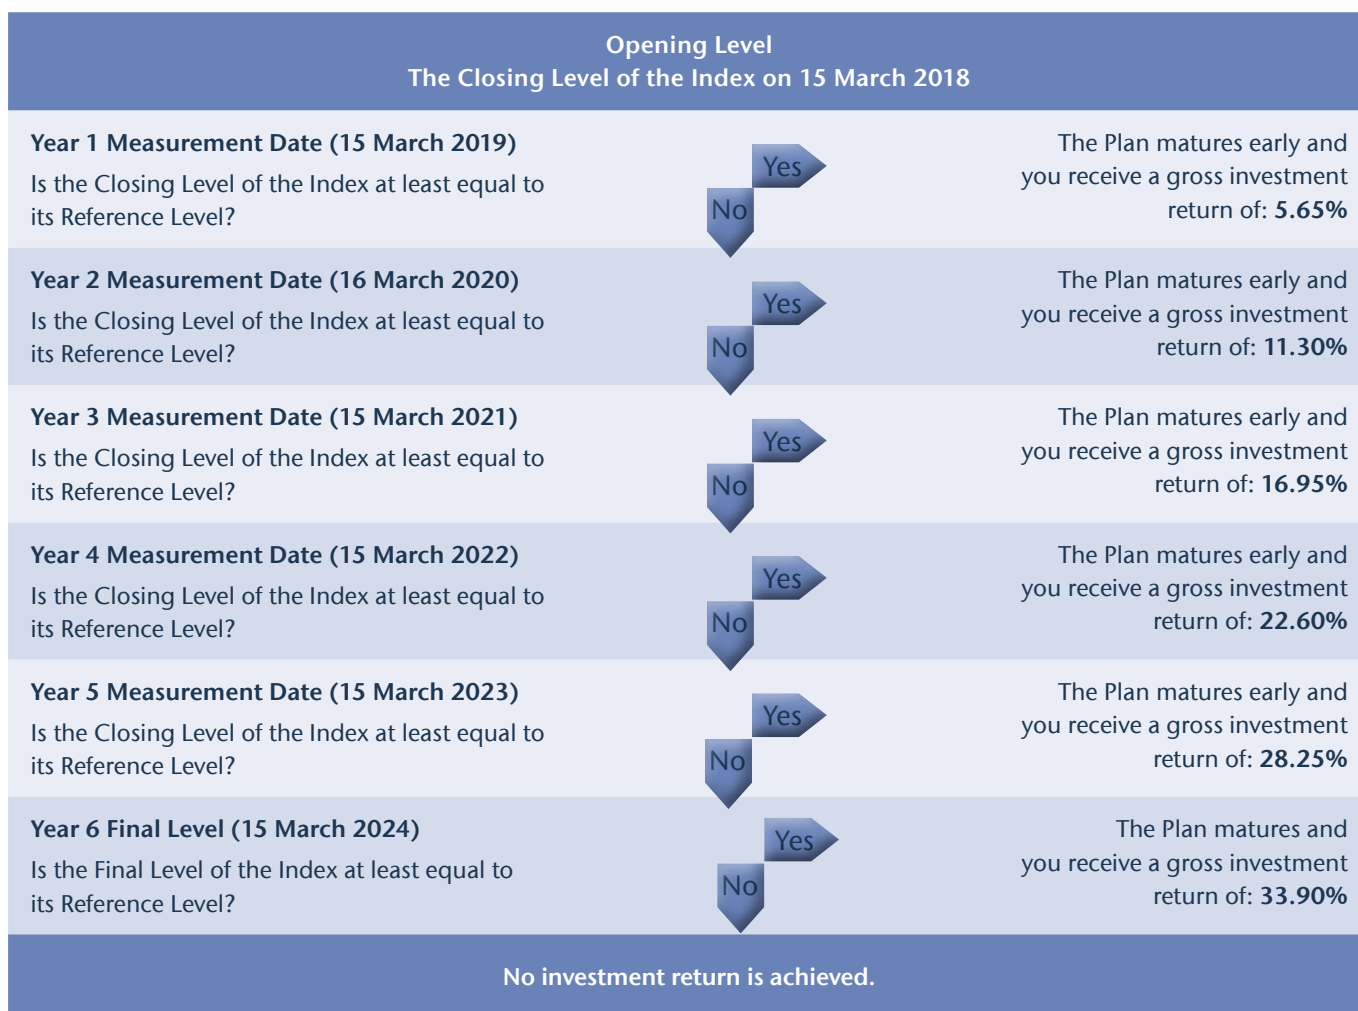 Opening Level
The Closing Level of the Index on 15 March 2018
Year 1 Measurement Date (15 March 2019)
Is the Closing Level of the Index at least equal to
its Reference Level?
Yes
No
The Plan matures early and
you receive a gross investment
return of: 5.65%
Year 2 Measurement Date (16 March 2020)
Is the Closing Level of the Index at least equal to
its Reference Level?
Yes
No
The Plan matures early and
you receive a gross investment
return of: 11.30%
Year 3 Measurement Date (15 March 2021)
Is the Closing Level of the Index at least equal to
its Reference Level?
Yes
No
The Plan matures early and
you receive a gross investment
return of: 16.95%
Year 4 Measurement Date (15 March 2022)
Is the Closing Level of the Index at least equal to
its Reference Level?
Yes
No
The Plan matures early and
you receive a gross investment
return of: 22.60%
Year 5 Measurement Date (15 March 2023)
Is the Closing Level of the Index at least equal to
its Reference Level?
Yes
No
The Plan matures early and
you receive a gross investment
return of: 28.25%
Year 6 Final Level (15 March 2024)
Is the Final Level of the Index at least equal to
its Reference Level?
Yes
No
The Plan matures and
you receive a gross investment
return of: 33.90%
No investment return is achieved.